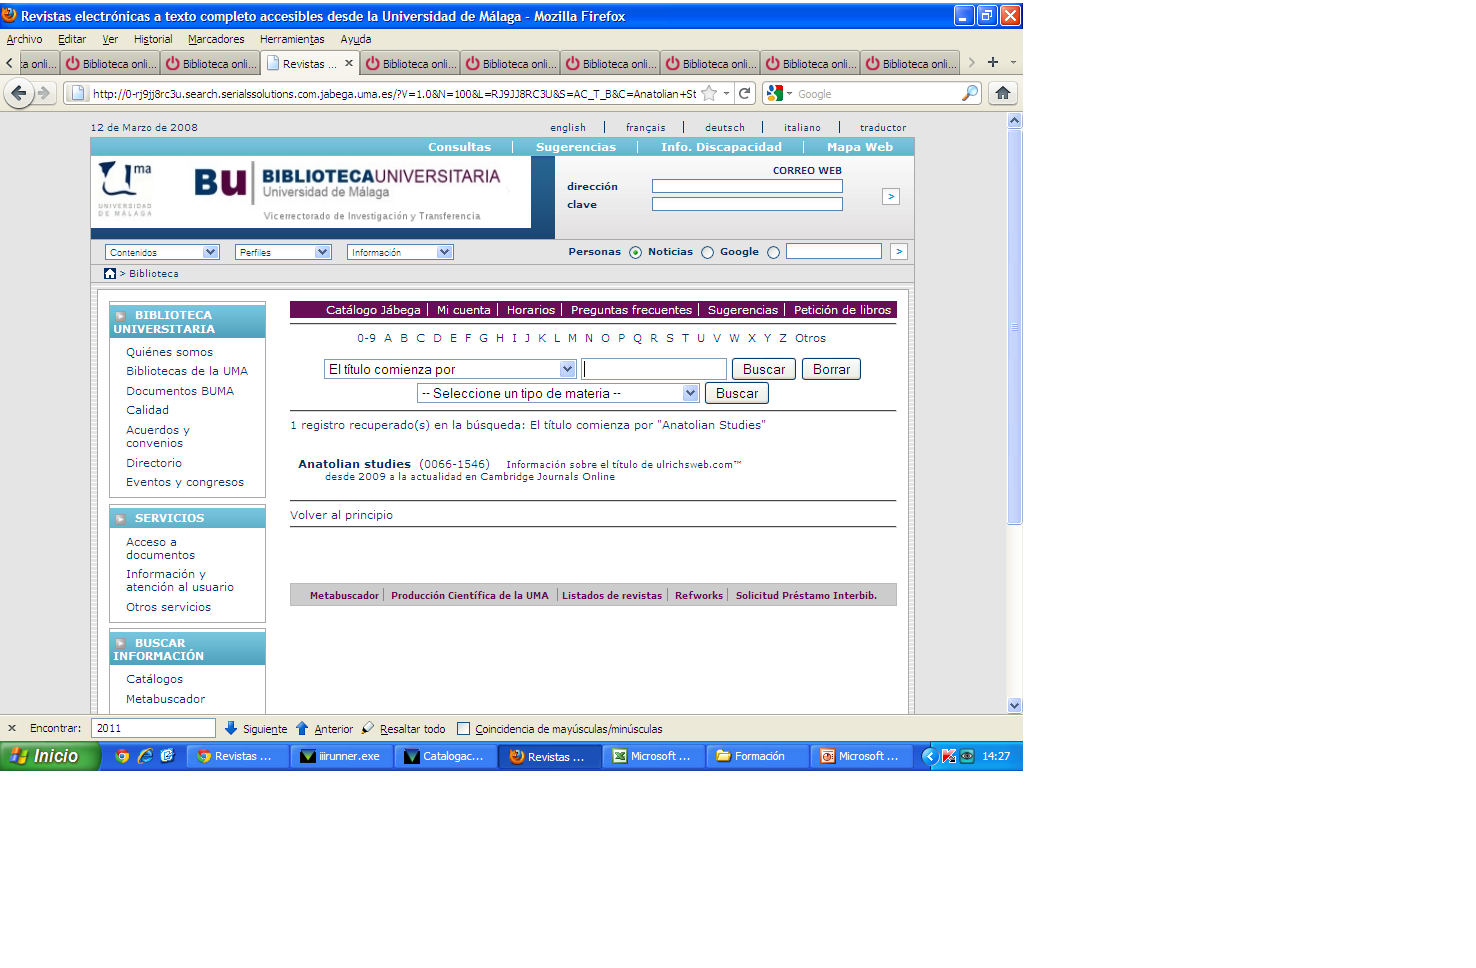 Revistas electrónicas a texto completo accesibles desde la Universidad de Málaga - Mozilla Firefox
Archivo Editar Ver Historial Marcadores Herramientas Ayuda
ca onli... Biblioteca onli... Biblioteca onli... Revistas ... Biblioteca onli... Biblioteca onli... Biblioteca onli... Biblioteca onli... Biblioteca onli... Biblioteca onli...
http://0-rj9jj8rc3u.search.serialssolutions.com.jabega.uma.es/?V=1.0&N=100&L=RJ9JJ8RC3U&S=AC_T_B&C=Anatolian+St Google
12 de Marzo de 2008 english français deutsch italiano traductor
Consultas Sugerencias Info. Discapacidad Mapa Web
uma
UNIVERSIDAD
DE MÁLAGA
Bu BIBLIOTECAUNIVERSITARIA
Universidad de Málaga
Vicerrectorado de Investigación y Transferencia
CORREO WEB
dirección
clave
>
Contenidos Perfiles Información Personas Noticias Google >
> Biblioteca
BIBLIOTECA
UNIVERSITARIA
Quiénes somos
Bibliotecas de la UMA
Documentos BUMA
Calidad
Acuerdos y
convenios
Directorio
Eventos y congresos
SERVICIOS
Acceso a
documentos
Información y
atención al usuario
Otros servicios
BUSCAR
INFORMACIÓN
Catálogos
Metabuscador
Catálogo Jábega Mi cuenta Horarios Preguntas frecuentes Sugerencias Petición de libros
0-9 A B C D E F G H I J K L M N O P Q R S T U V W X Y Z Otros
El título comienza por Buscar Borrar
-- Seleccione un tipo de materia -- Buscar
1 registro recuperado(s) en la búsqueda: El título comienza por "Anatolian Studies"
Anatolian studies (0066-1546) Información sobre el título de ulrichsweb.com™
desde 2009 a la actualidad en Cambridge Journals Online
Volver al principio
Metabuscador Producción Científica de la UMA Listados de revistas Refworks Solicitud Préstamo Interbib.
Encontrar: 2011 Siguiente Anterior Resaltar todo Coincidencia de mayúsculas/minúsculas
Inicio Revistas ... iiirunner.exe Catalogac... Revistas ... Microsoft ... Formación Microsoft ... 14:27